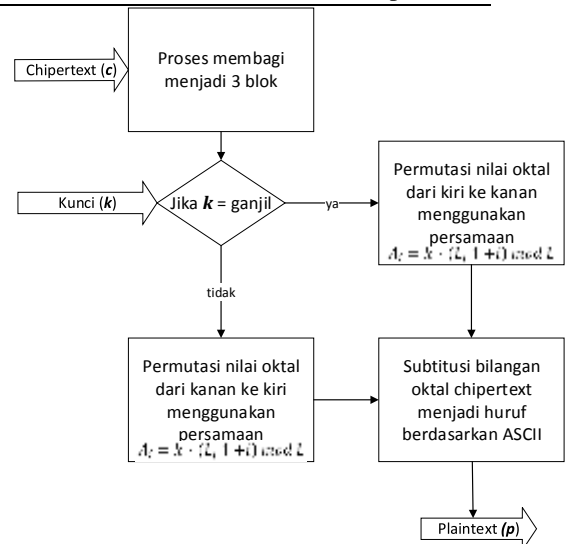 Proses membagi
menjadi 3 blok
Chipertext (c)
Kunci (k)
Jika k = ganjil
ya
Permutasi nilai oktal
dari kiri ke kanan
menggunakan
persamaan
tidak
Permutasi nilai oktal
dari kanan ke kiri
menggunakan
persamaan
Subtitusi bilangan
oktal chipertext
menjadi huruf
berdasarkan ASCII
Plaintext (p)